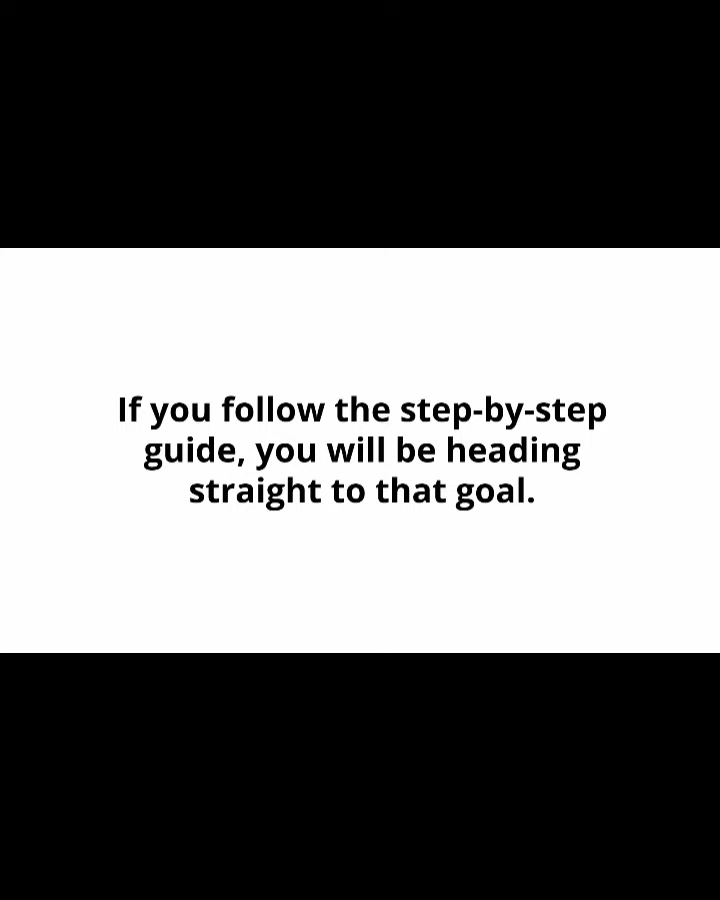 If you follow the step-by-step
guide, you will be heading
straight to that goal.